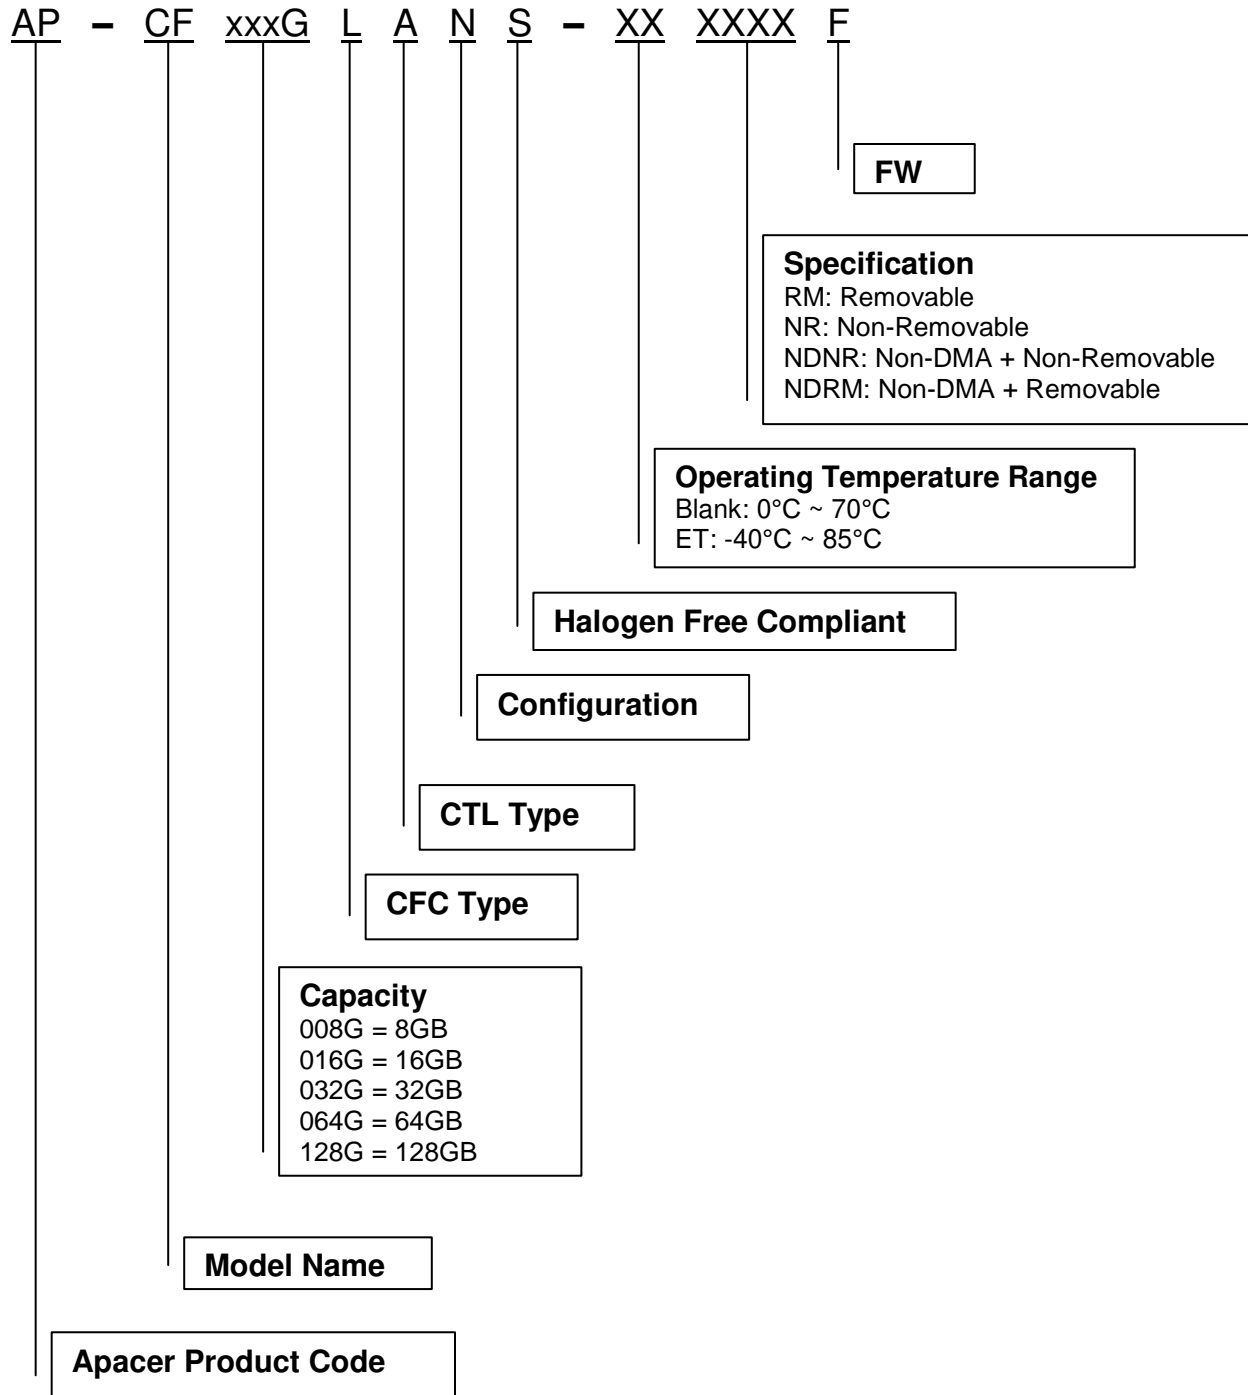 AP – CF xxxG L A N S – XX XXXX F
FW
Specification
RM: Removable
NR: Non-Removable
NDNR: Non-DMA + Non-Removable
NDRM: Non-DMA + Removable
Operating Temperature Range
Blank: 0°C ~ 70°C
ET: -40°C ~ 85°C
Halogen Free Compliant
Configuration
CTL Type
CFC Type
Capacity
008G = 8GB
016G = 16GB
032G = 32GB
064G = 64GB
128G = 128GB
Model Name
Apacer Product Code